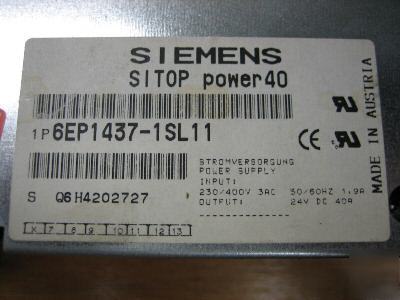 SIEMENS
SITOP power40
1P 6EP1437-1SL11
S Q6H4202727
STROMVERSORGUNG
POWER SUPPLY
INPUT:
230/400V 3AC 50/60HZ 1.9A
OUTPUT: 24V DC 40A
X 7 8 9 10 11 12 13
CE
MADE IN AUSTRIA